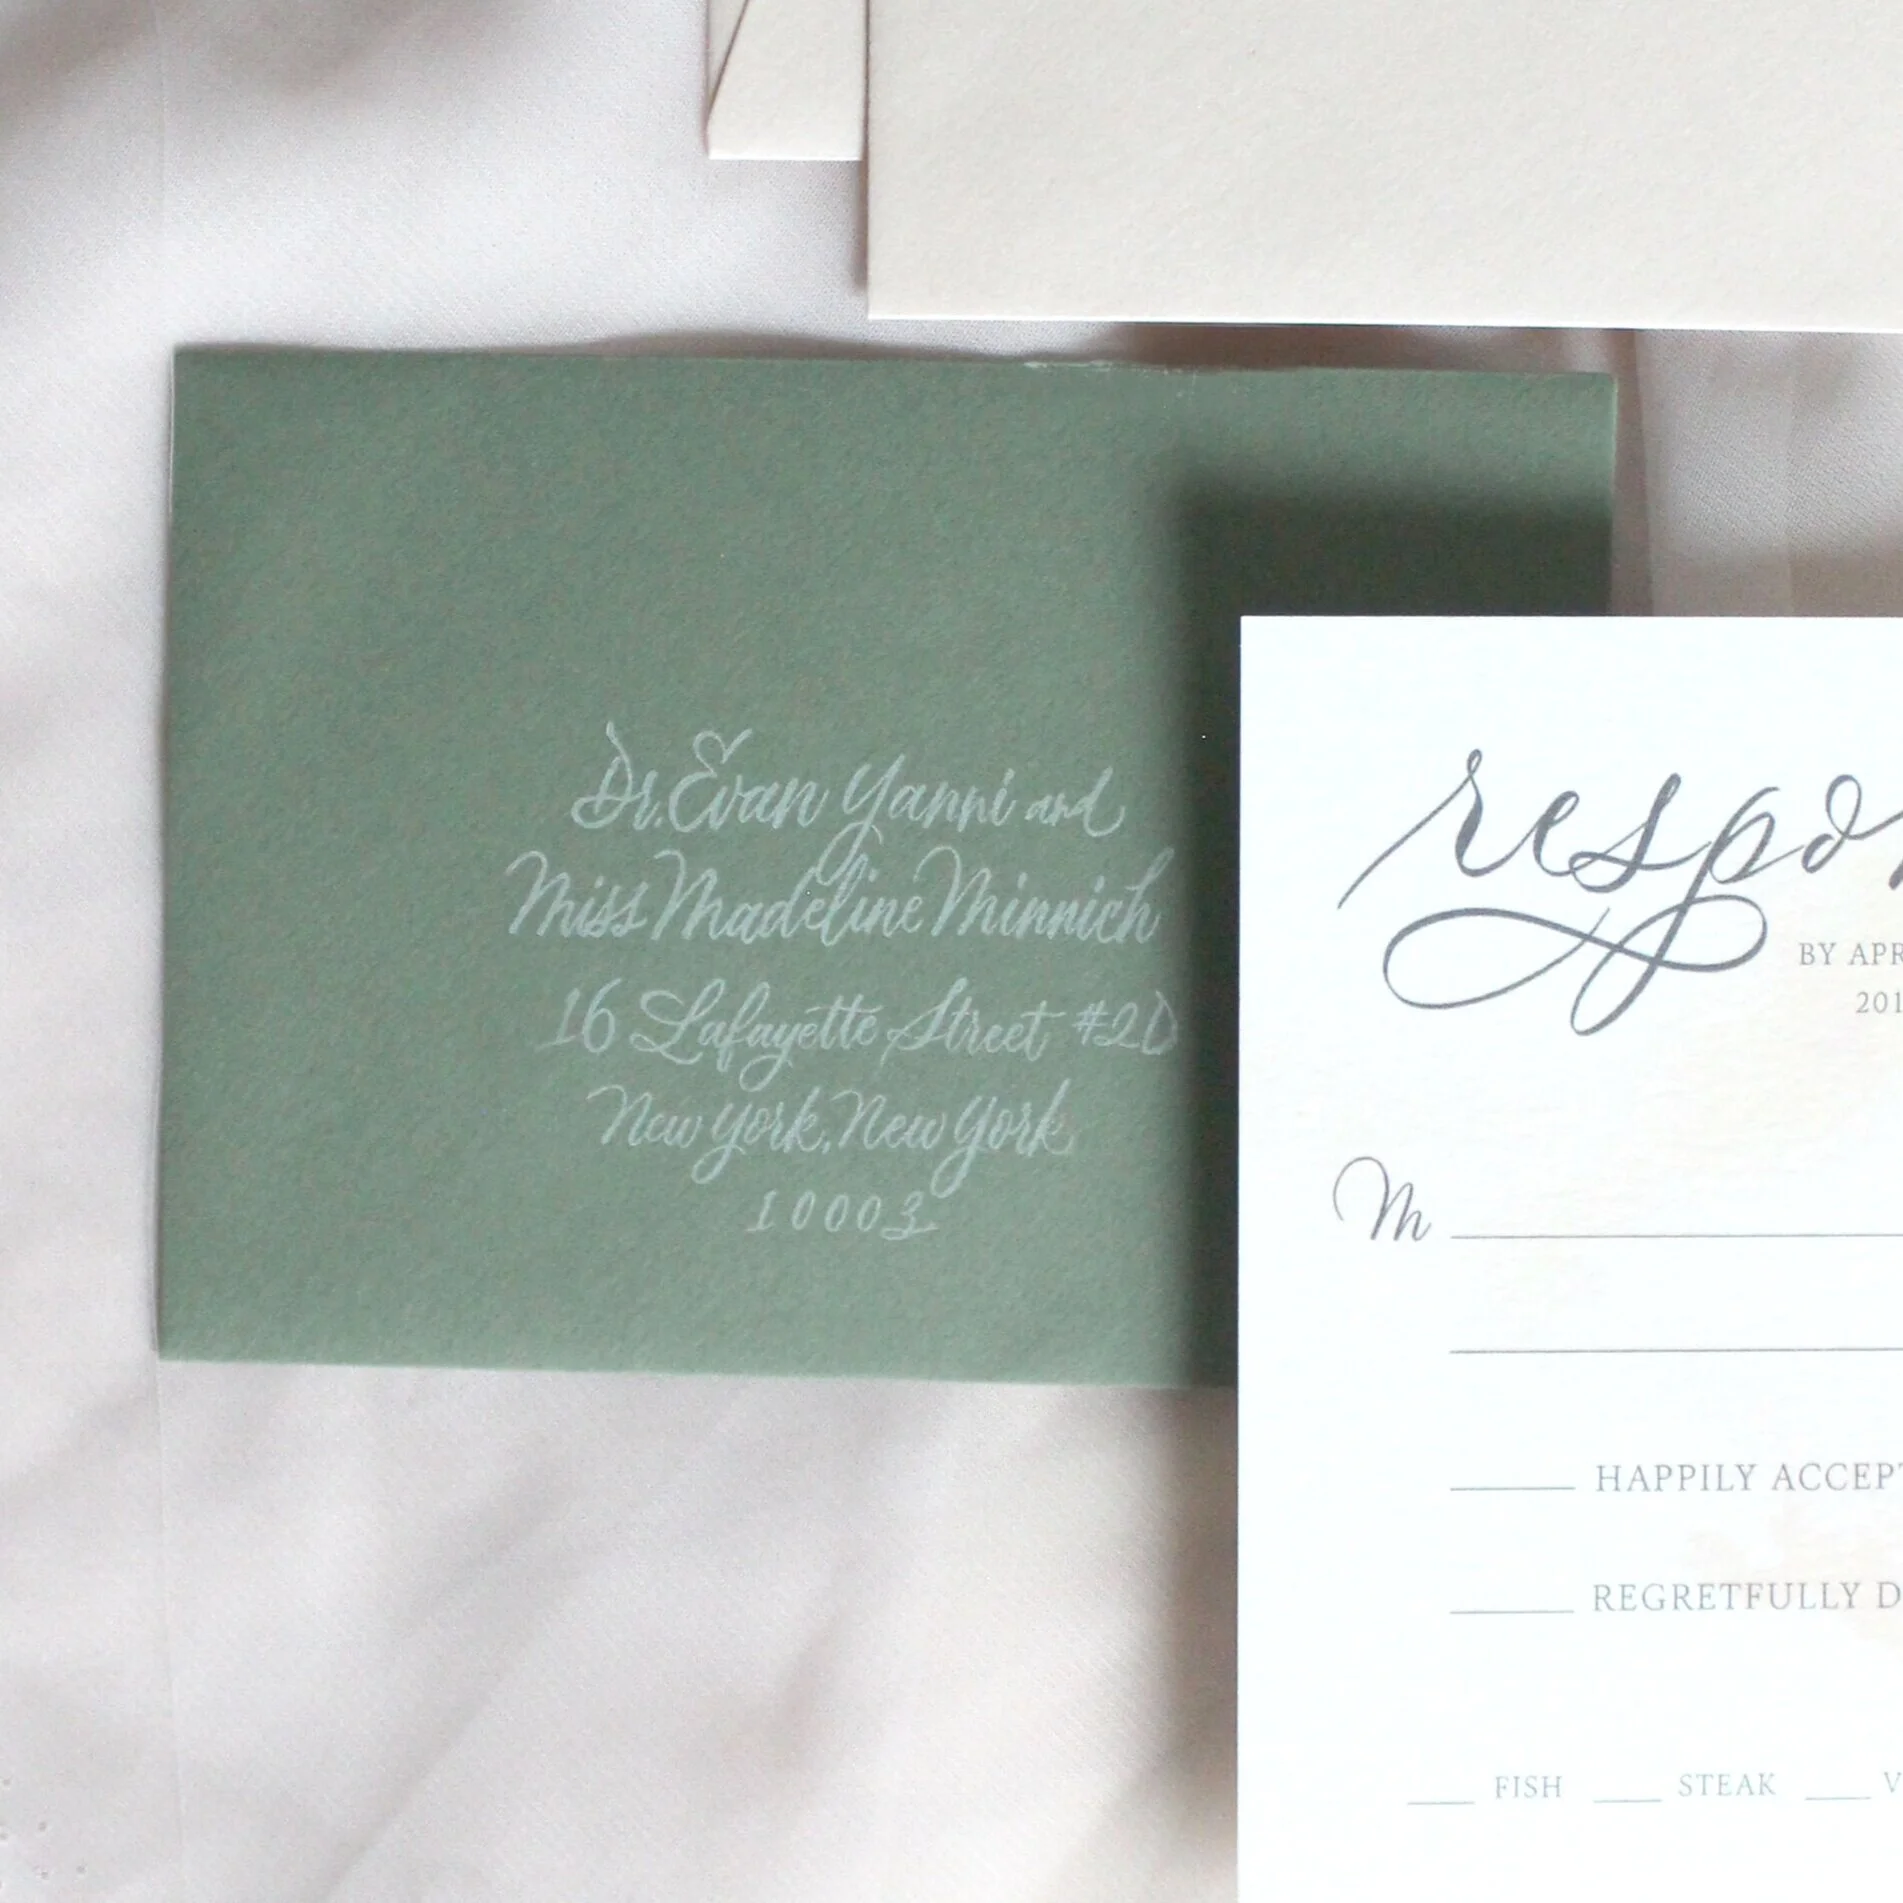 Dr. Evan Yanni and
Miss Madeline Minnich
16 Lafayette Street #2D
New York, New York
10003
respon
BY APR
201
M
HAPPILY ACCEPT
REGRETFULLY D
FISH STEAK V